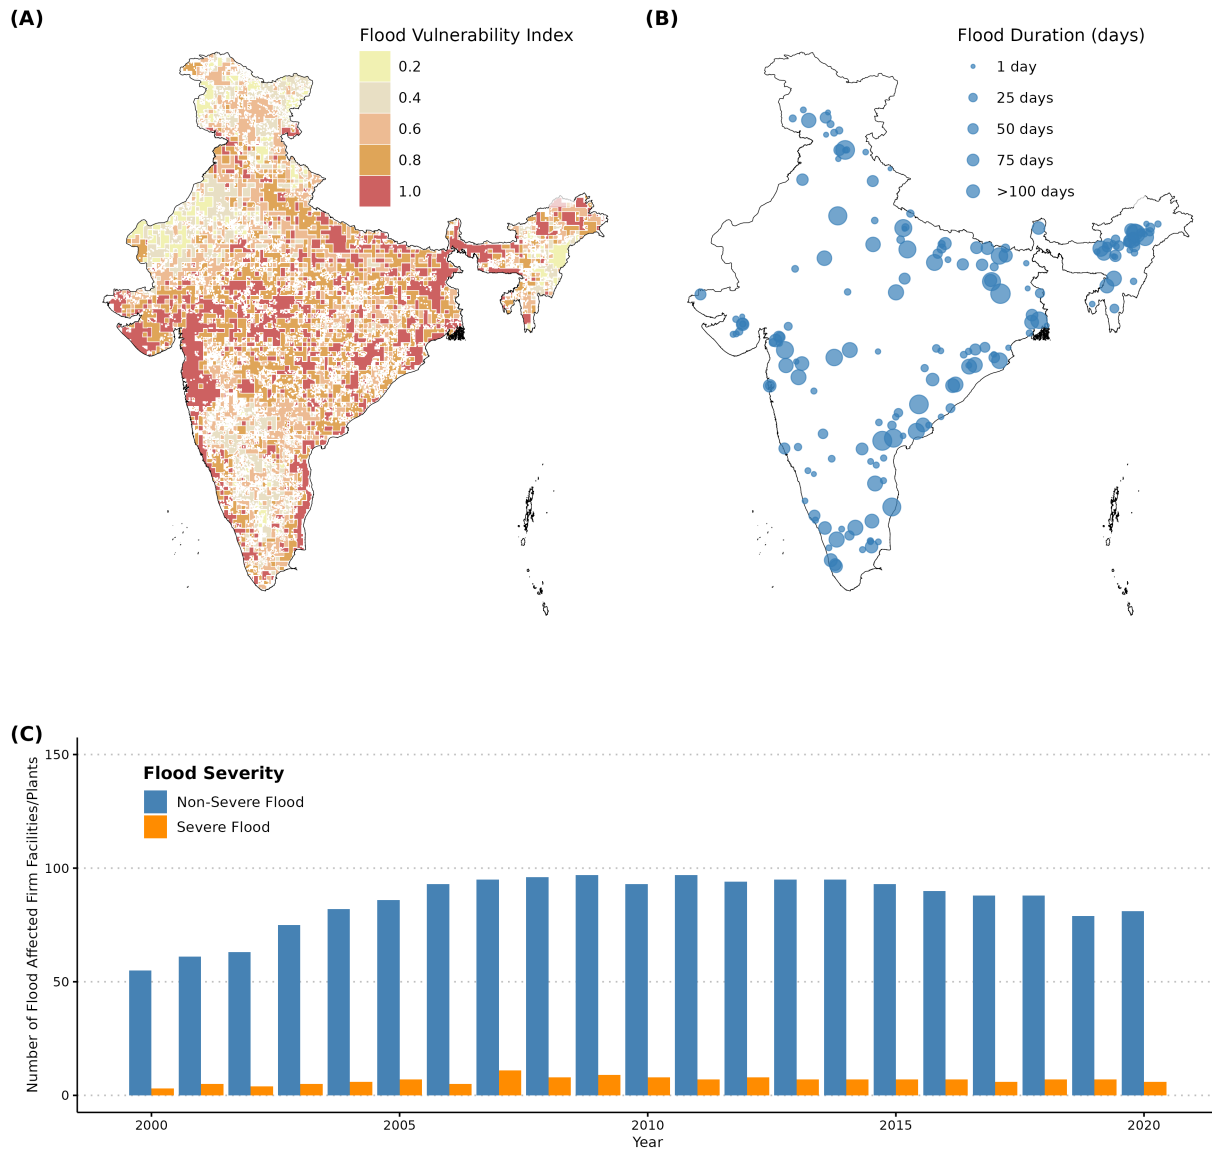 (A)
Flood Vulnerability Index
0.2
0.4
0.6
0.8
1.0
(B)
Flood Duration (days)
1 day
25 days
50 days
75 days
>100 days
(C)
Number of Flood Affected Firm Facilities/Plants
150
100
50
0
Flood Severity
Non-Severe Flood
Severe Flood
2000
2005
2010
2015
2020
Year